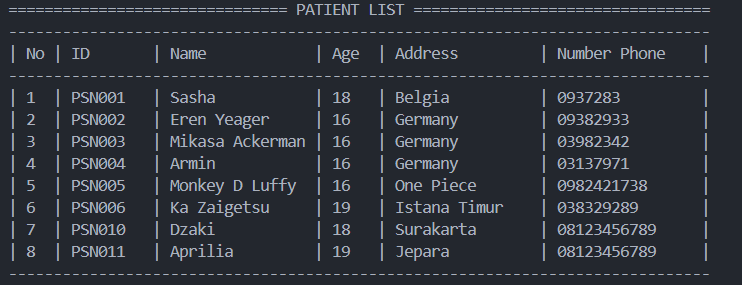 =============================== PATIENT LIST =================================
------------------------------------------------------------------------------
| No | ID       | Name            | Age  | Address         | Number Phone    |
------------------------------------------------------------------------------
| 1  | PSN001   | Sasha           | 18   | Belgia          | 0937283         |
| 2  | PSN002   | Eren Yeager     | 16   | Germany         | 09382933        |
| 3  | PSN003   | Mikasa Ackerman | 16   | Germany         | 03982342        |
| 4  | PSN004   | Armin           | 16   | Germany         | 03137971        |
| 5  | PSN005   | Monkey D Luffy  | 16   | One Piece       | 0982421738      |
| 6  | PSN006   | Ka Zaigetsu     | 19   | Istana Timur    | 038329289       |
| 7  | PSN010   | Dzaki           | 18   | Surakarta       | 08123456789     |
| 8  | PSN011   | Aprilia         | 19   | Jepara          | 08123456789     |
------------------------------------------------------------------------------